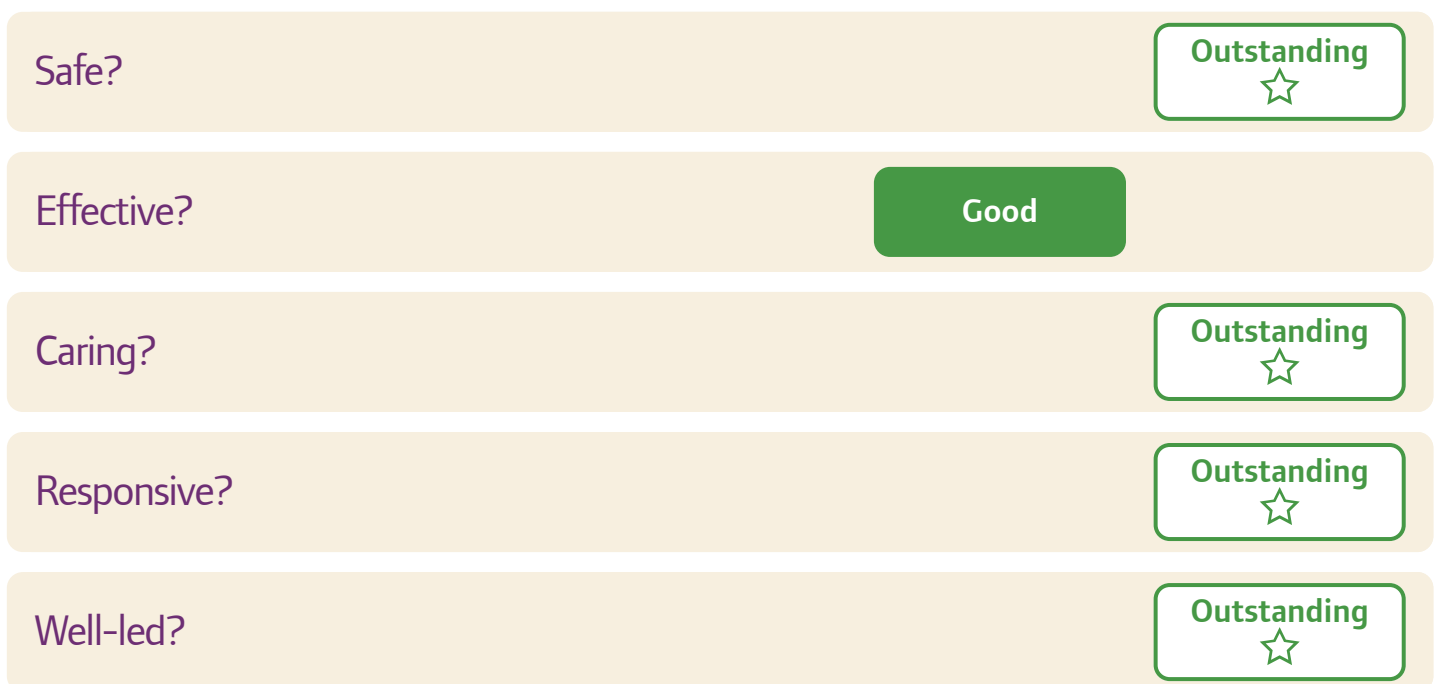 Safe?
Outstanding
Effective?
Good
Caring?
Outstanding
Responsive?
Outstanding
Well-led?
Outstanding